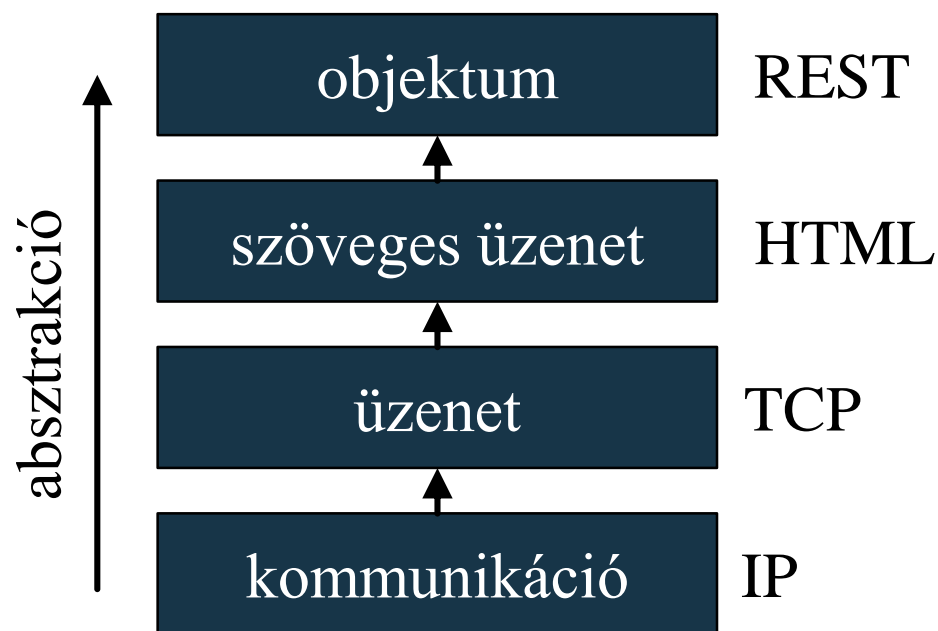 objektum REST
szöveges üzenet HTML
üzenet TCP
kommunikáció IP
absztrakció